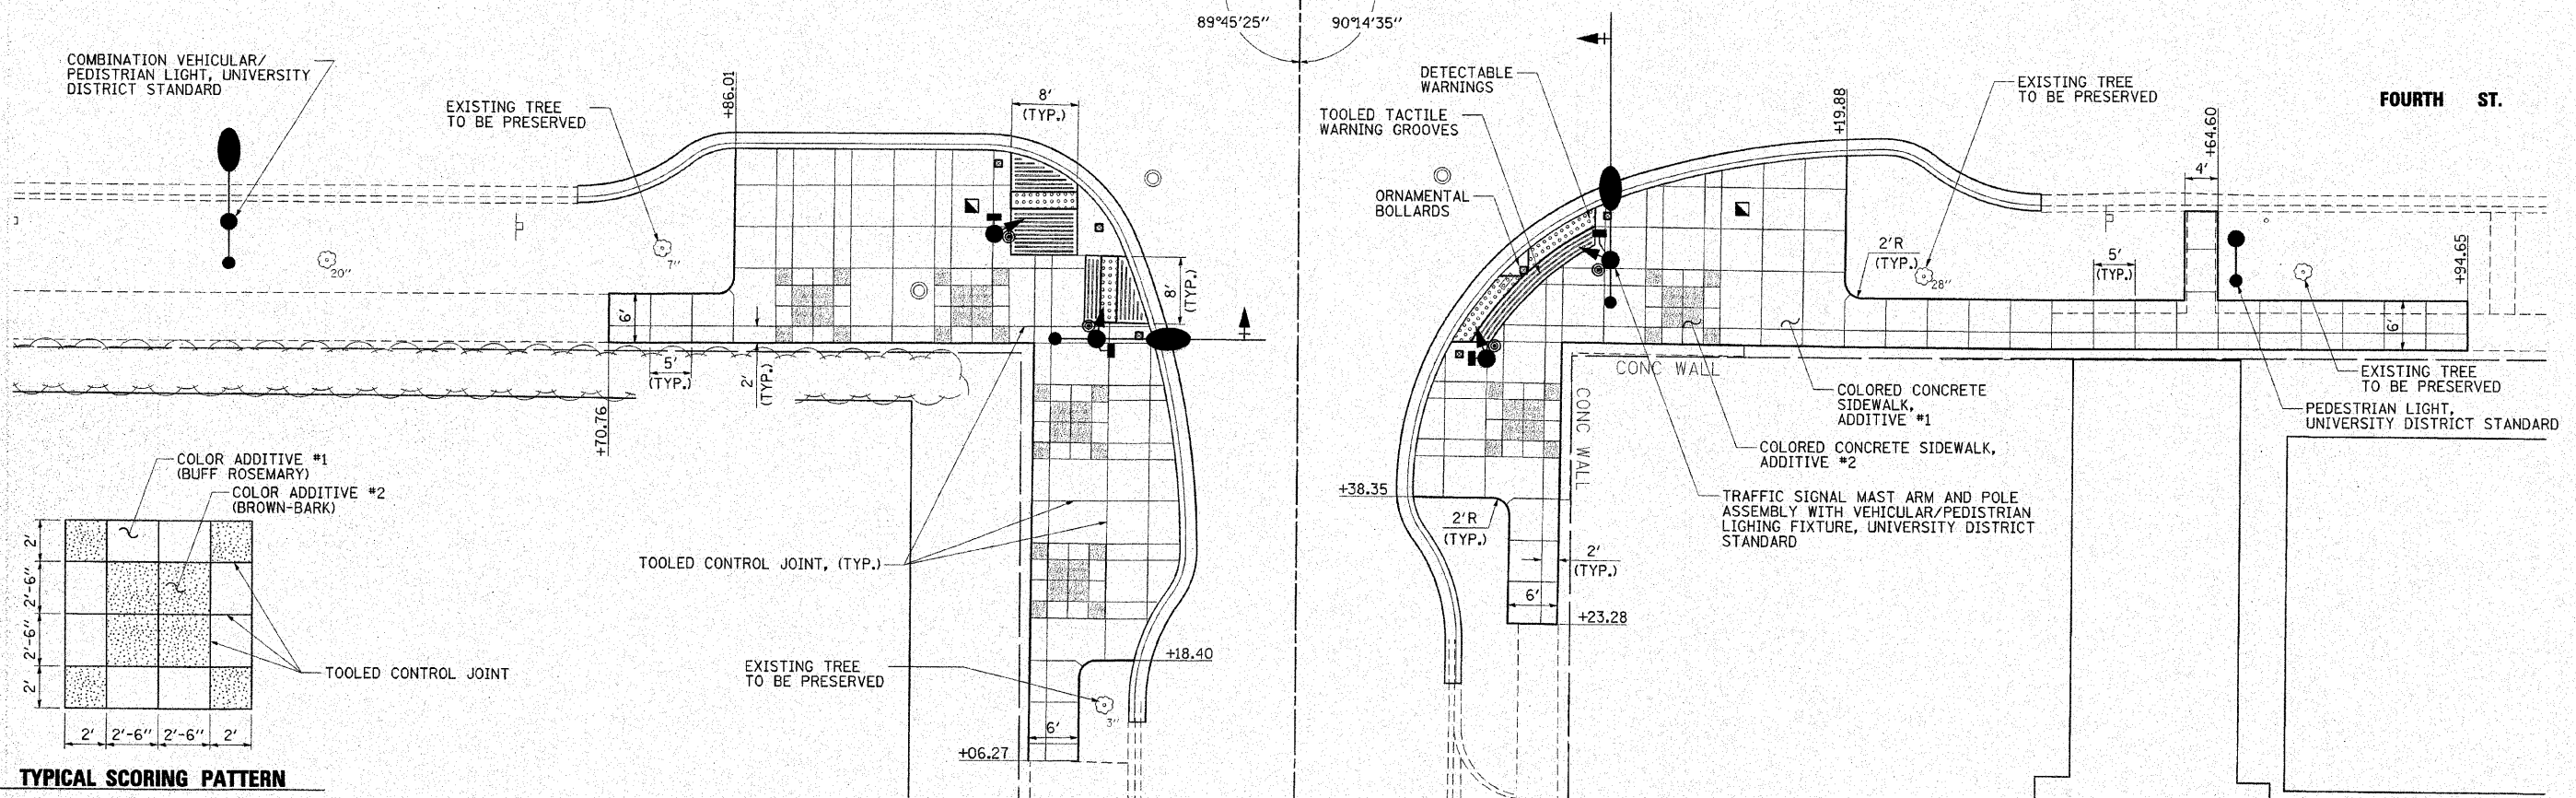 89°45'25"
90°14'35"
COMBINATION VEHICULAR/
PEDISTRIAN LIGHT, UNIVERSITY
DISTRICT STANDARD
EXISTING TREE
TO BE PRESERVED
+86.01
8'
(TYP.)
DETECTABLE
WARNINGS
TOOLED TACTILE
WARNING GROOVES
ORNAMENTAL
BOLLARDS
+19.88
EXISTING TREE
TO BE PRESERVED
FOURTH ST.
+64.60
4'
20"
7"
8'
(TYP.)
2'R
(TYP.)
28"
5'
(TYP.)
+94.65
6'
5'
(TYP.)
2'
(TYP.)
+70.76
6'
CONC WALL
CONC WALL
COLORED CONCRETE
SIDEWALK,
ADDITIVE #1
EXISTING TREE
TO BE PRESERVED
PEDESTRIAN LIGHT,
UNIVERSITY DISTRICT STANDARD
COLORED CONCRETE SIDEWALK,
ADDITIVE #2
TRAFFIC SIGNAL MAST ARM AND POLE
ASSEMBLY WITH VEHICULAR/PEDISTRIAN
LIGHING FIXTURE, UNIVERSITY DISTRICT
STANDARD
+38.35
2'R
(TYP.)
2'
(TYP.)
6'
+23.28
COLOR ADDITIVE #1
(BUFF ROSEMARY)
COLOR ADDITIVE #2
(BROWN-BARK)
2'
2'-6"
2'-6"
2'
TOOLED CONTROL JOINT
2'
2'-6"
2'-6"
2'
TOOLED CONTROL JOINT, (TYP.)
EXISTING TREE
TO BE PRESERVED
+18.40
3"
6'
+06.27
TYPICAL SCORING PATTERN